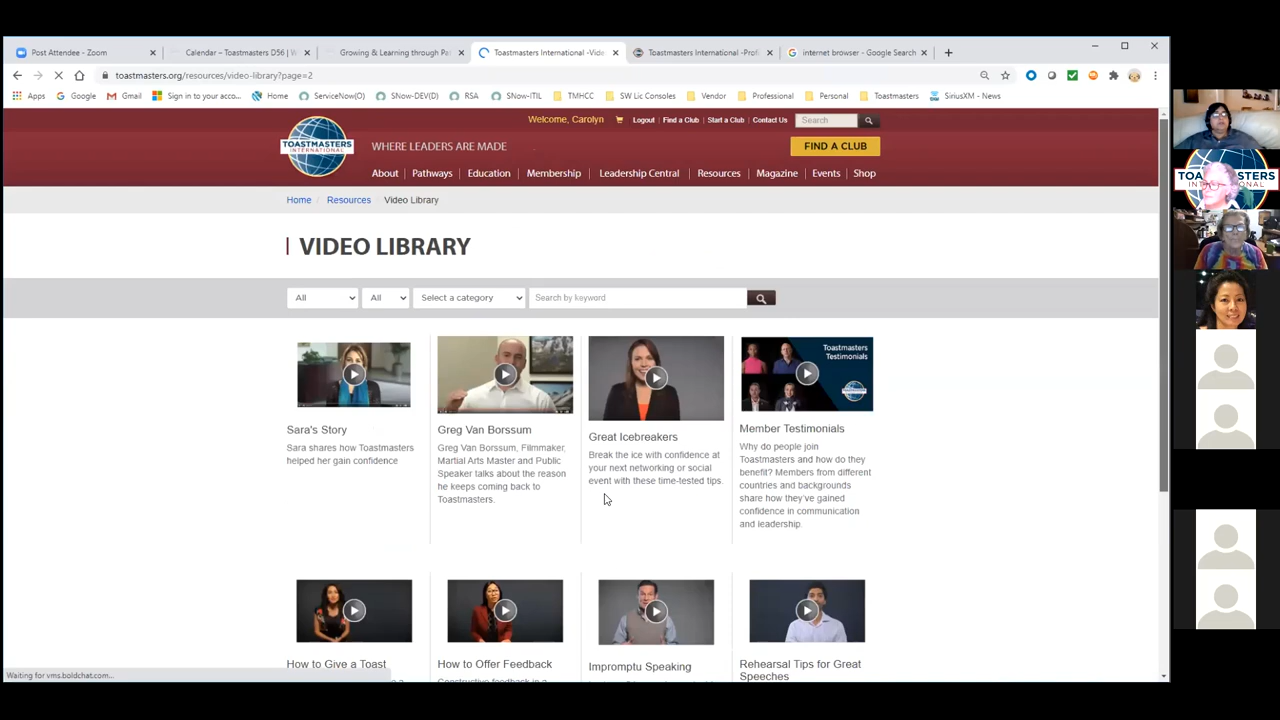 Post Attendee - Zoom
Calendar – Toastmasters D56 | W
Growing & Learning through Pa
Toastmasters International -Vide
Toastmasters International -Profi
internet browser - Google Search
toastmasters.org/resources/video-library?page=2
Apps
Google
Gmail
Sign in to your acco...
Home
ServiceNow(O)
SNow-DEV(D)
RSA
SNow-ITIL
TMHCC
SW Lic Consoles
Vendor
Professional
Personal
Toastmasters
SiriusXM - News
Welcome, Carolyn
Logout | Find a Club | Start a Club | Contact Us
Search
TOASTMASTERS
INTERNATIONAL
WHERE LEADERS ARE MADE
FIND A CLUB
About | Pathways | Education | Membership | Leadership Central | Resources | Magazine | Events | Shop
Home Resources Video Library
VIDEO LIBRARY
All
All
Select a category
Search by keyword
Toastmasters
Testimonials
Sara's Story
Sara shares how Toastmasters
helped her gain confidence
Greg Van Borssum
Greg Van Borssum, Filmmaker,
Martial Arts Master and Public
Speaker talks about the reason
he keeps coming back to
Toastmasters.
Great Icebreakers
Break the ice with confidence at
your next networking or social
event with these time-tested tips.
Member Testimonials
Why do people join
Toastmasters and how do they
benefit? Members from different
countries and backgrounds
share how they've gained
confidence in communication
and leadership.
How to Give a Toast
How to Offer Feedback
Impromptu Speaking
Rehearsal Tips for Great
Speeches
Waiting for vms.boldchat.com...
TOASTMASTERS
INTERNATIONAL